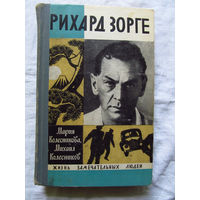 РИХАРД ЗОРГЕ
Мария
Колесникова,
Михаил
Колесников
ЖИЗНЬ ЗАМЕЧАТЕЛЬНЫХ ЛЮДЕЙ